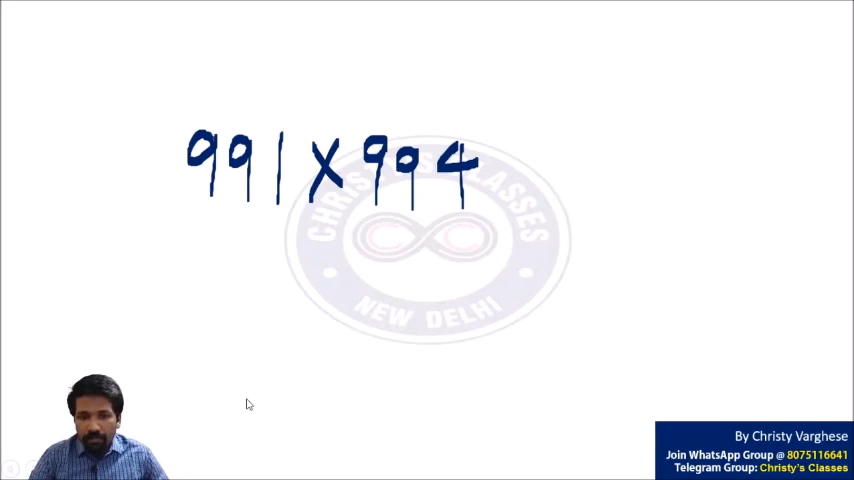 991 X 994
CHRISTY'S CLASSES
NEW DELHI
By Christy Varghese
Join WhatsApp Group @ 8075116641
Telegram Group: Christy's Classes